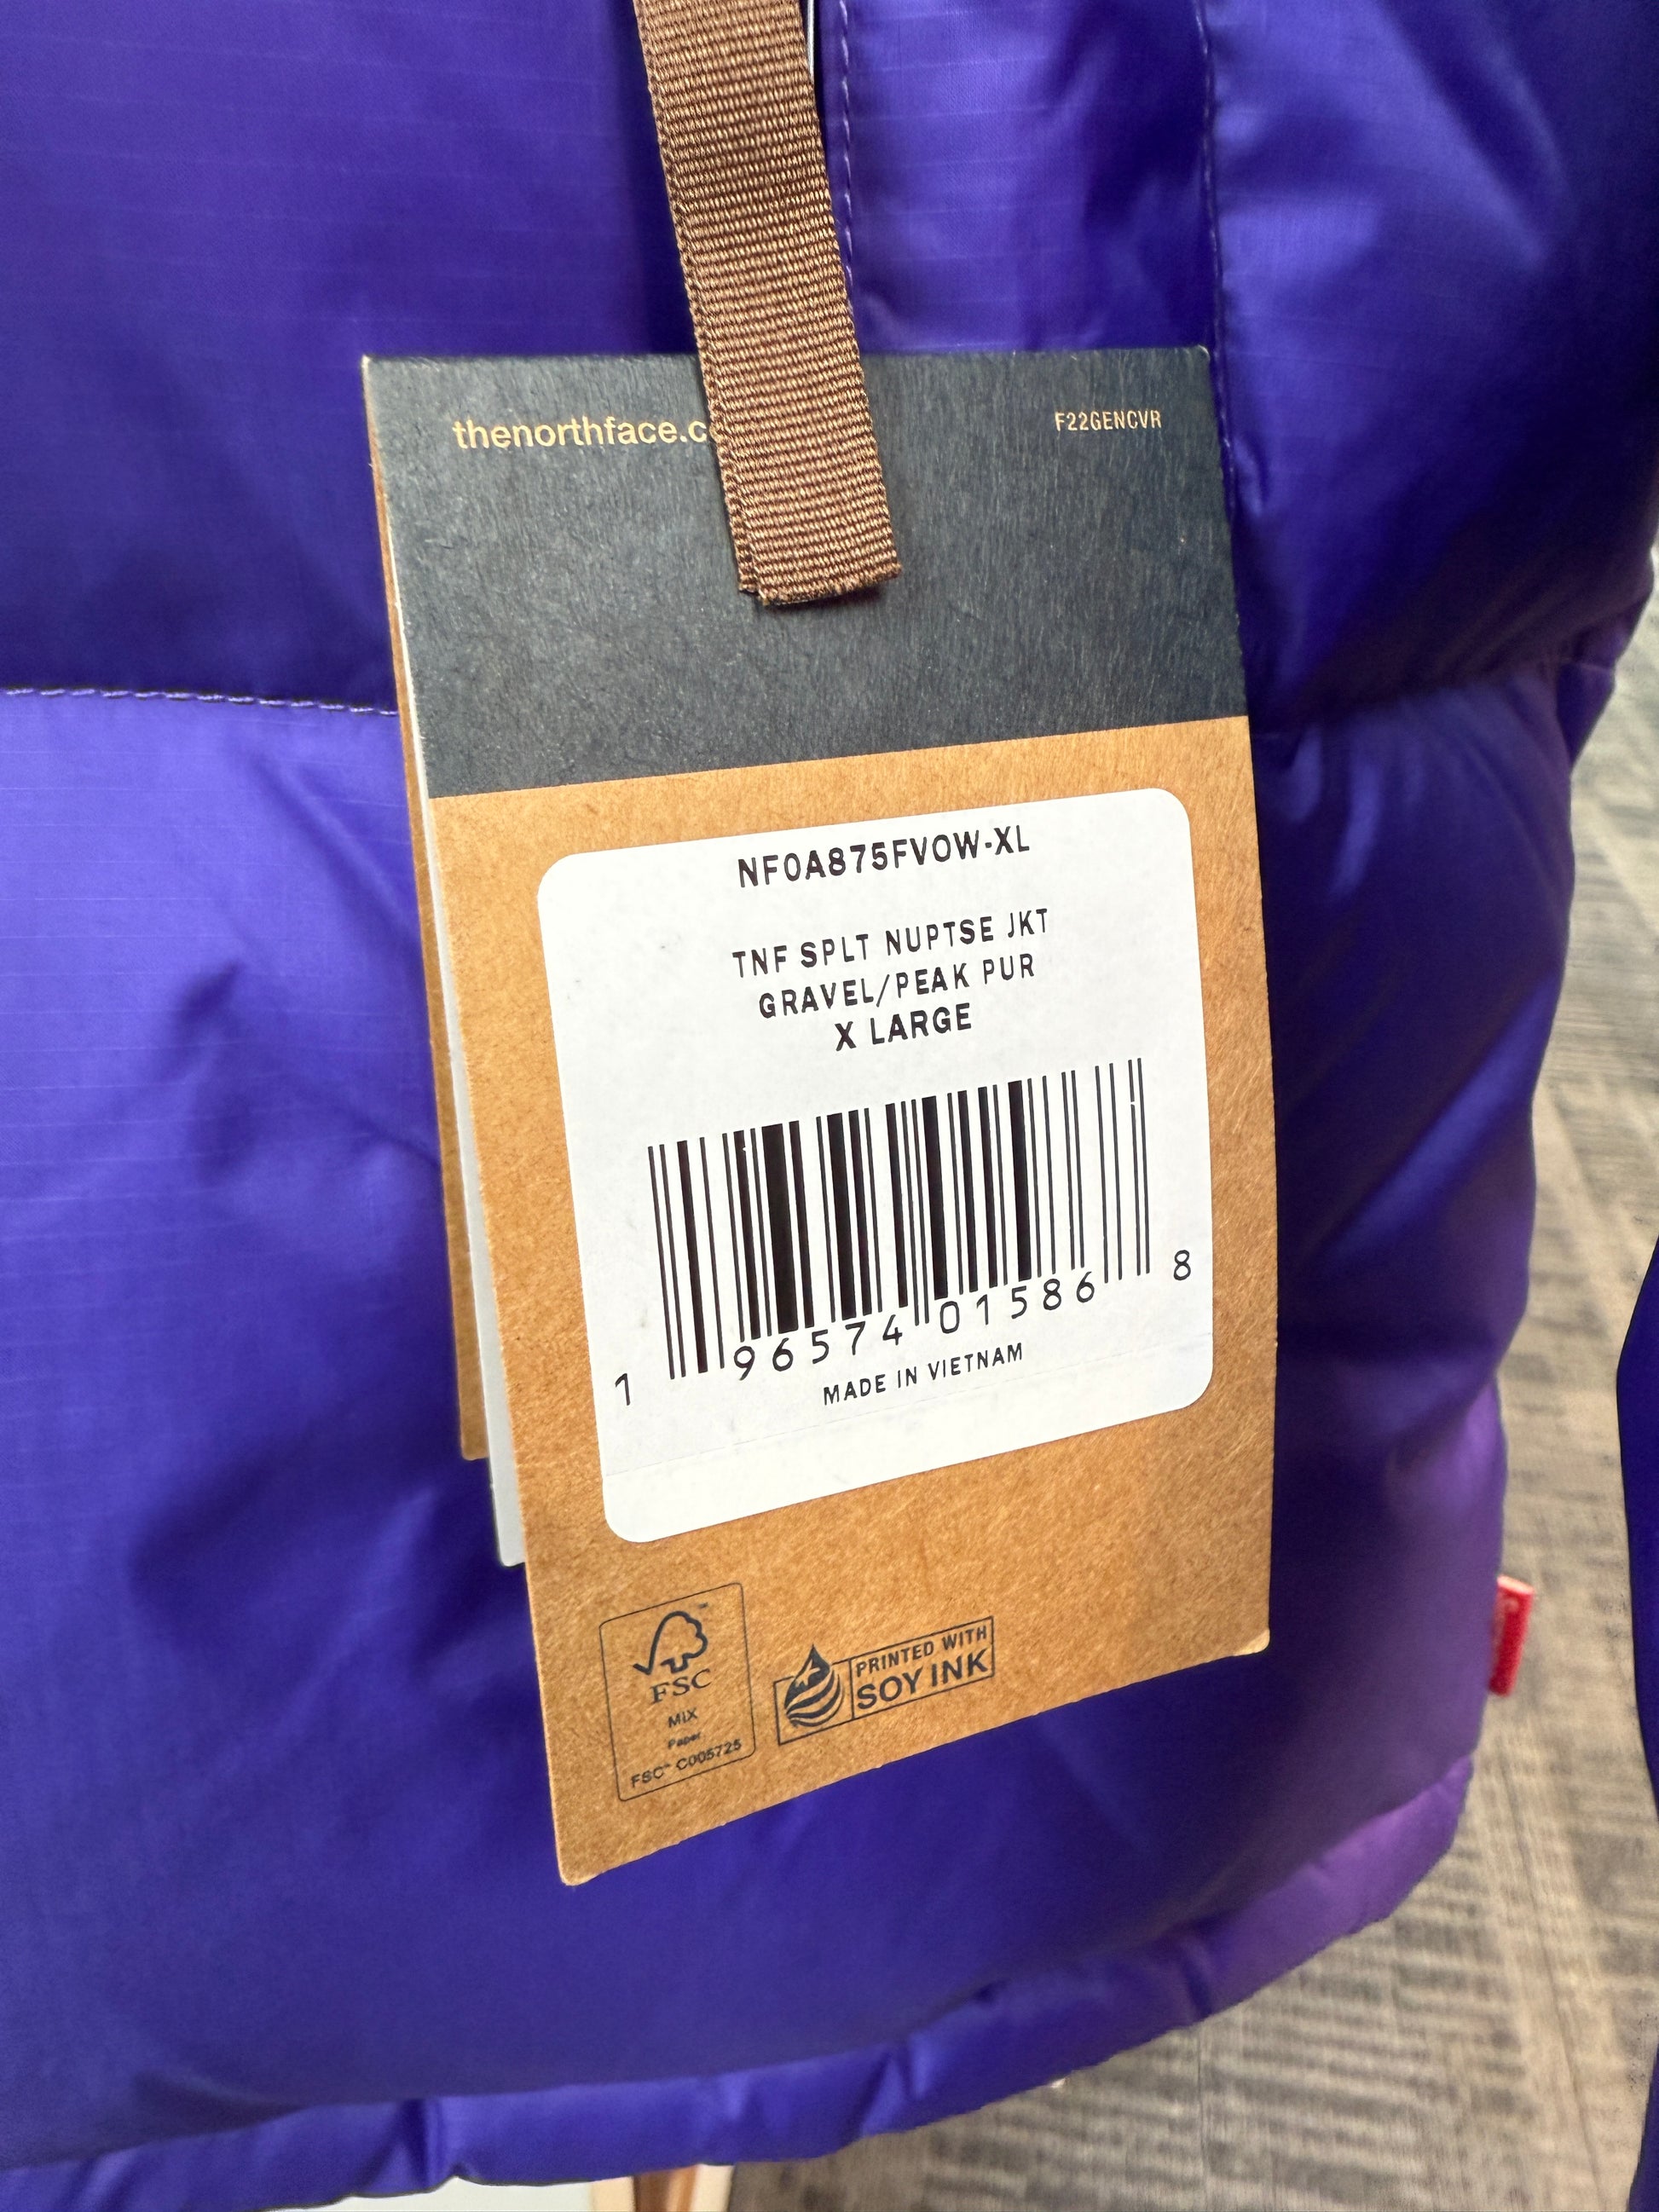 thenorthface.c
F22GENCVR
NF0A875FVOW-XL
TNF SPLT NUPTSE JKT
GRAVEL/PEAK PUR
X LARGE
1 96574 01586 8
MADE IN VIETNAM
FSC
MIX
Paper
FSC™ C005725
PRINTED WITH
SOY INK